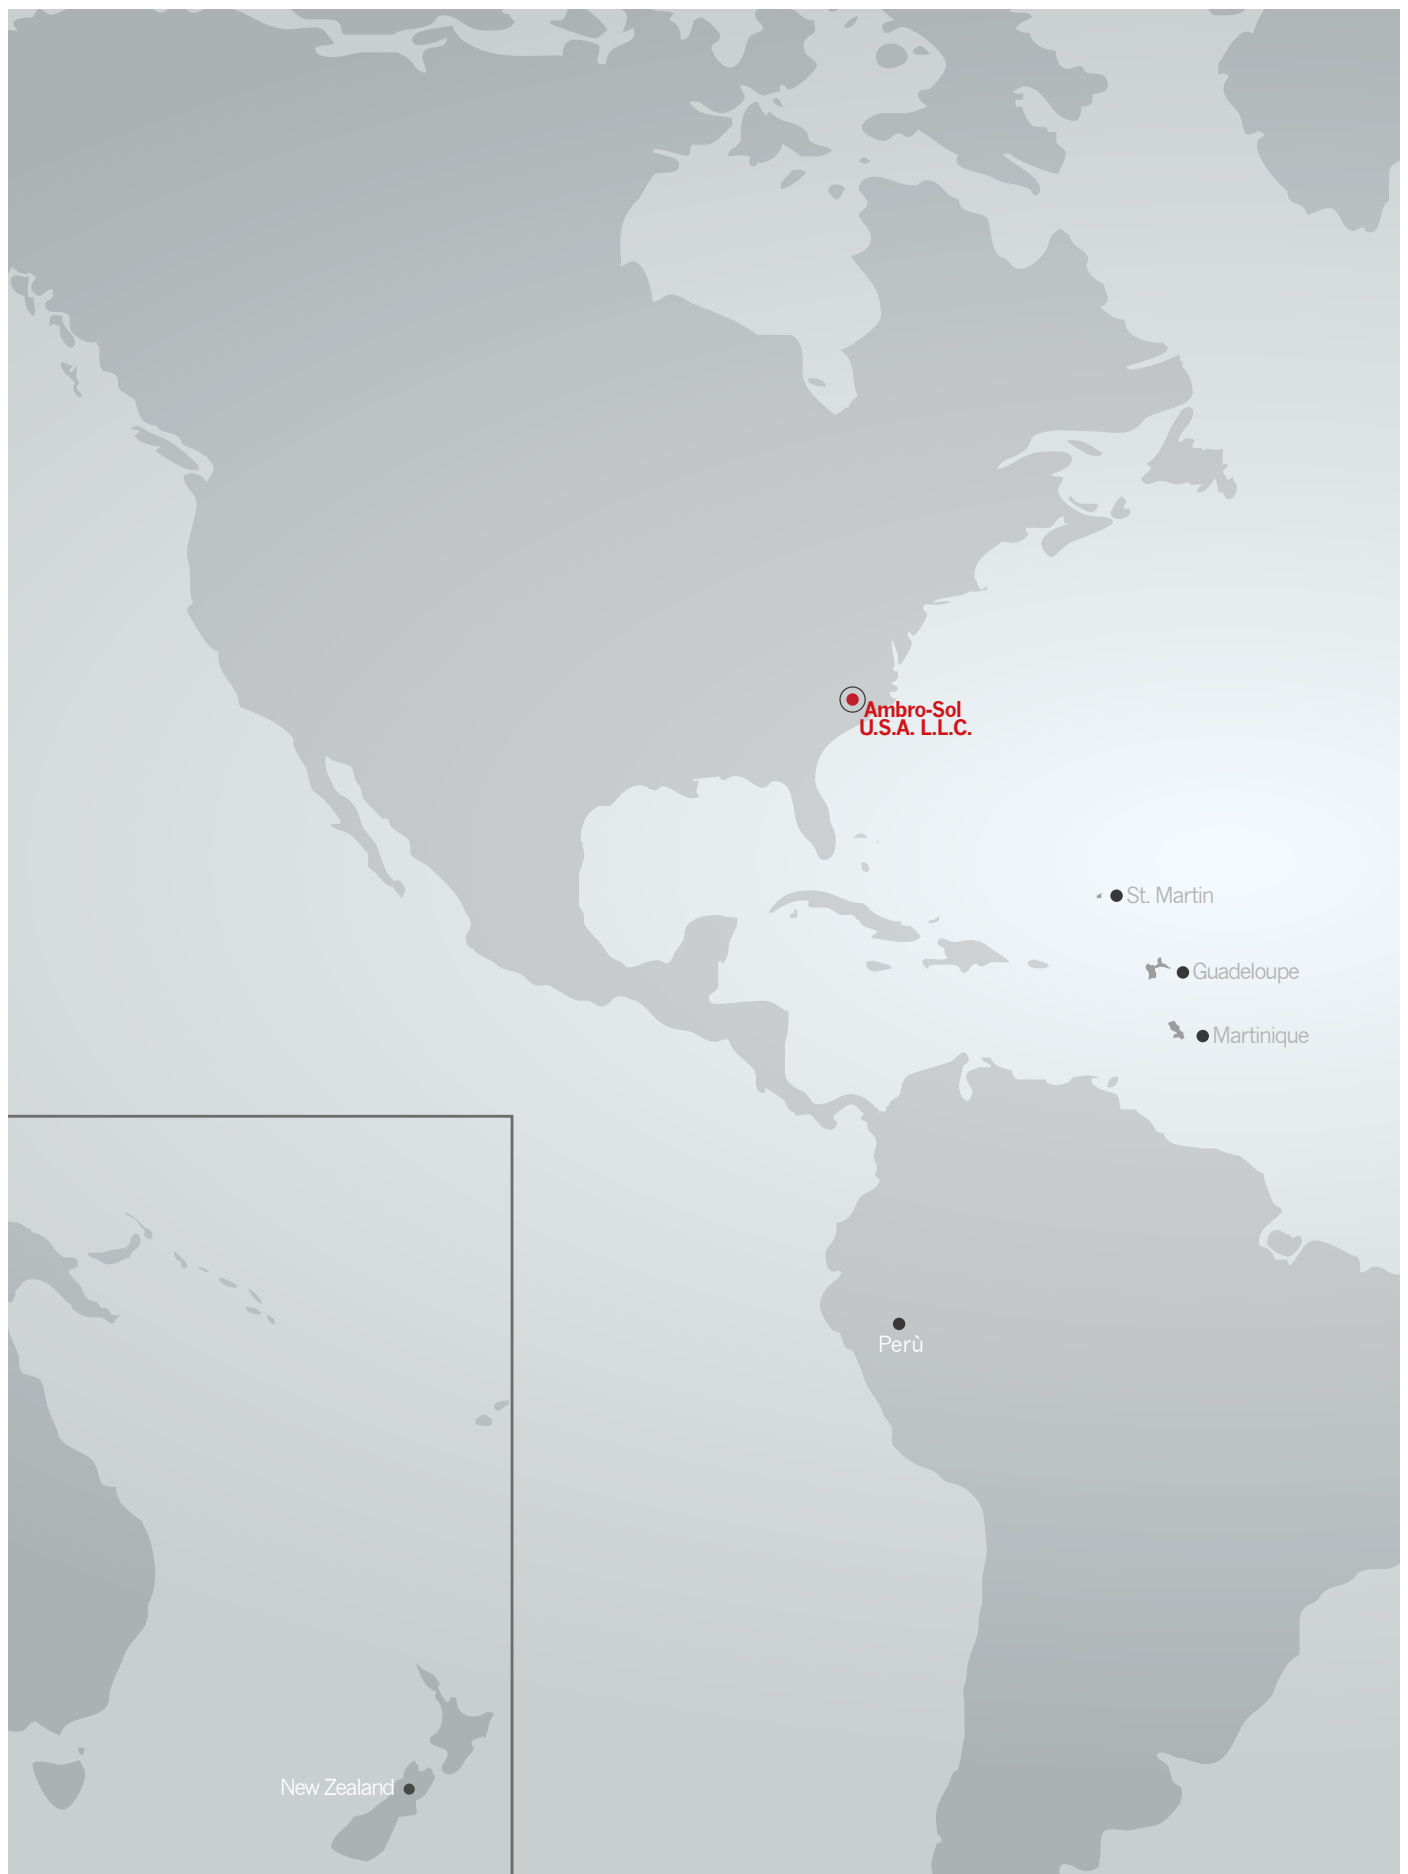 Ambro-Sol
U.S.A. L.L.C.
St. Martin
Guadeloupe
Martinique
Perù
New Zealand